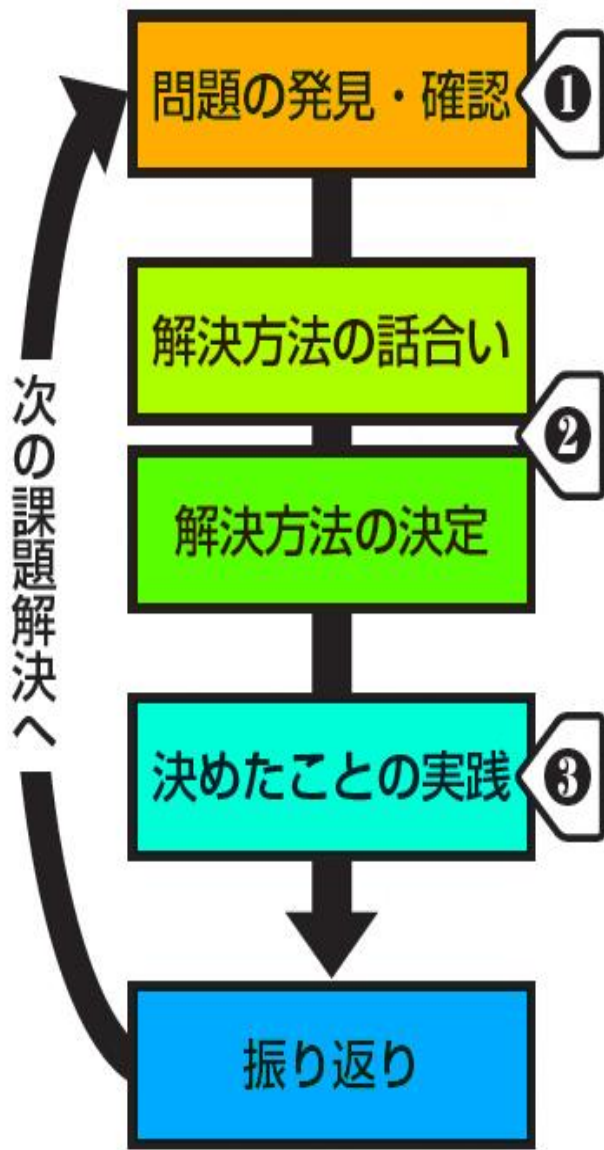 問題の発見・確認
❶
解決方法の話合い
❷
解決方法の決定
決めたことの実践
❸
振り返り
次の課題解決へ